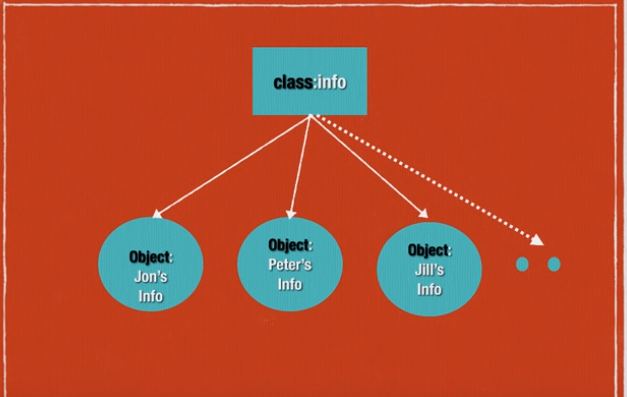 class:info
Object:
Jon's
Info
Object:
Peter's
Info
Object:
Jill's
Info